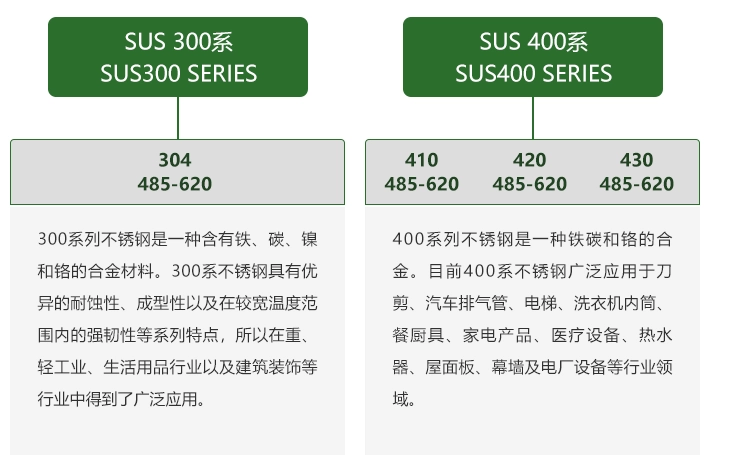 SUS 300系
SUS300 SERIES
304
485-620
300系列不锈钢是一种含有铁、碳、镍
和铬的合金材料。300系不锈钢具有优
异的耐蚀性、成型性以及在较宽温度范
围内的强韧性等系列特点，所以在重、
轻工业、生活用品行业以及建筑装饰等
行业中得到了广泛应用。
SUS 400系
SUS400 SERIES
410 420 430
485-620 485-620 485-620
400系列不锈钢是一种铁碳和铬的合
金。目前400系不锈钢广泛应用于刀
剪、汽车排气管、电梯、洗衣机内筒、
餐厨具、家电产品、医疗设备、热水
器、屋面板、幕墙及电厂设备等行业领
域。